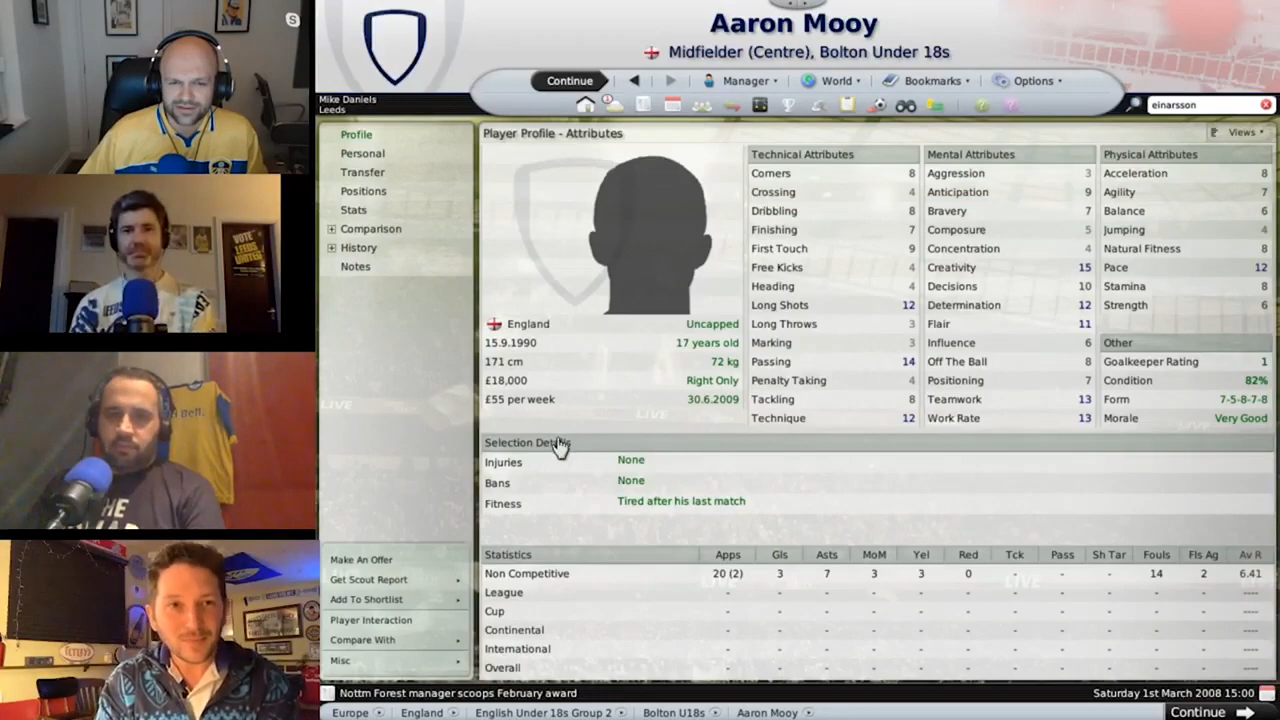 Aaron Mooy
Midfielder (Centre), Bolton Under 18s
Continue Manager World Bookmarks Options
Mike Daniels
Leeds
einarsson
Profile
Personal
Transfer
Positions
Stats
Comparison
History
Notes
Player Profile - Attributes Views
Technical Attributes Mental Attributes Physical Attributes
Corners 8 Aggression 3 Acceleration 8
Crossing 4 Anticipation 9 Agility 7
Dribbling 8 Bravery 7 Balance 6
Finishing 7 Composure 5 Jumping 4
First Touch 9 Concentration 4 Natural Fitness 8
Free Kicks 4 Creativity 15 Pace 12
Heading 4 Decisions 10 Stamina 8
Long Shots 12 Determination 12 Strength 6
England Uncapped Long Throws 3 Flair 11
15.9.1990 17 years old Marking 3 Influence 6 Other
171 cm 72 kg Passing 14 Off The Ball 8 Goalkeeper Rating 1
£18,000 Right Only Penalty Taking 4 Positioning 7 Condition 82%
£55 per week 30.6.2009 Tackling 8 Teamwork 13 Form 7-5-8-7-8
Technique 12 Work Rate 13 Morale Very Good
Selection Details
Injuries None
Bans None
Fitness Tired after his last match
Statistics Apps Gls Asts MoM Yel Red Tck Pass Sh Tar Fouls Fls Ag Av R
Non Competitive 20 (2) 3 7 3 3 0 - - - 14 2 6.41
League - - - - - - - - - - - ----
Cup - - - - - - - - - - - ----
Continental - - - - - - - - - - - ----
International - - - - - - - - - - - ----
Overall - - - - - - - - - - - ----
Make An Offer
Get Scout Report
Add To Shortlist
Player Interaction
Compare With
Misc
Nottm Forest manager scoops February award Saturday 1st March 2008 15:00
Europe England English Under 18s Group 2 Bolton U18s Aaron Mooy Continue
VOTE
LEEDS
UNITED
LEEDS
Bell.
THE
TETLEY